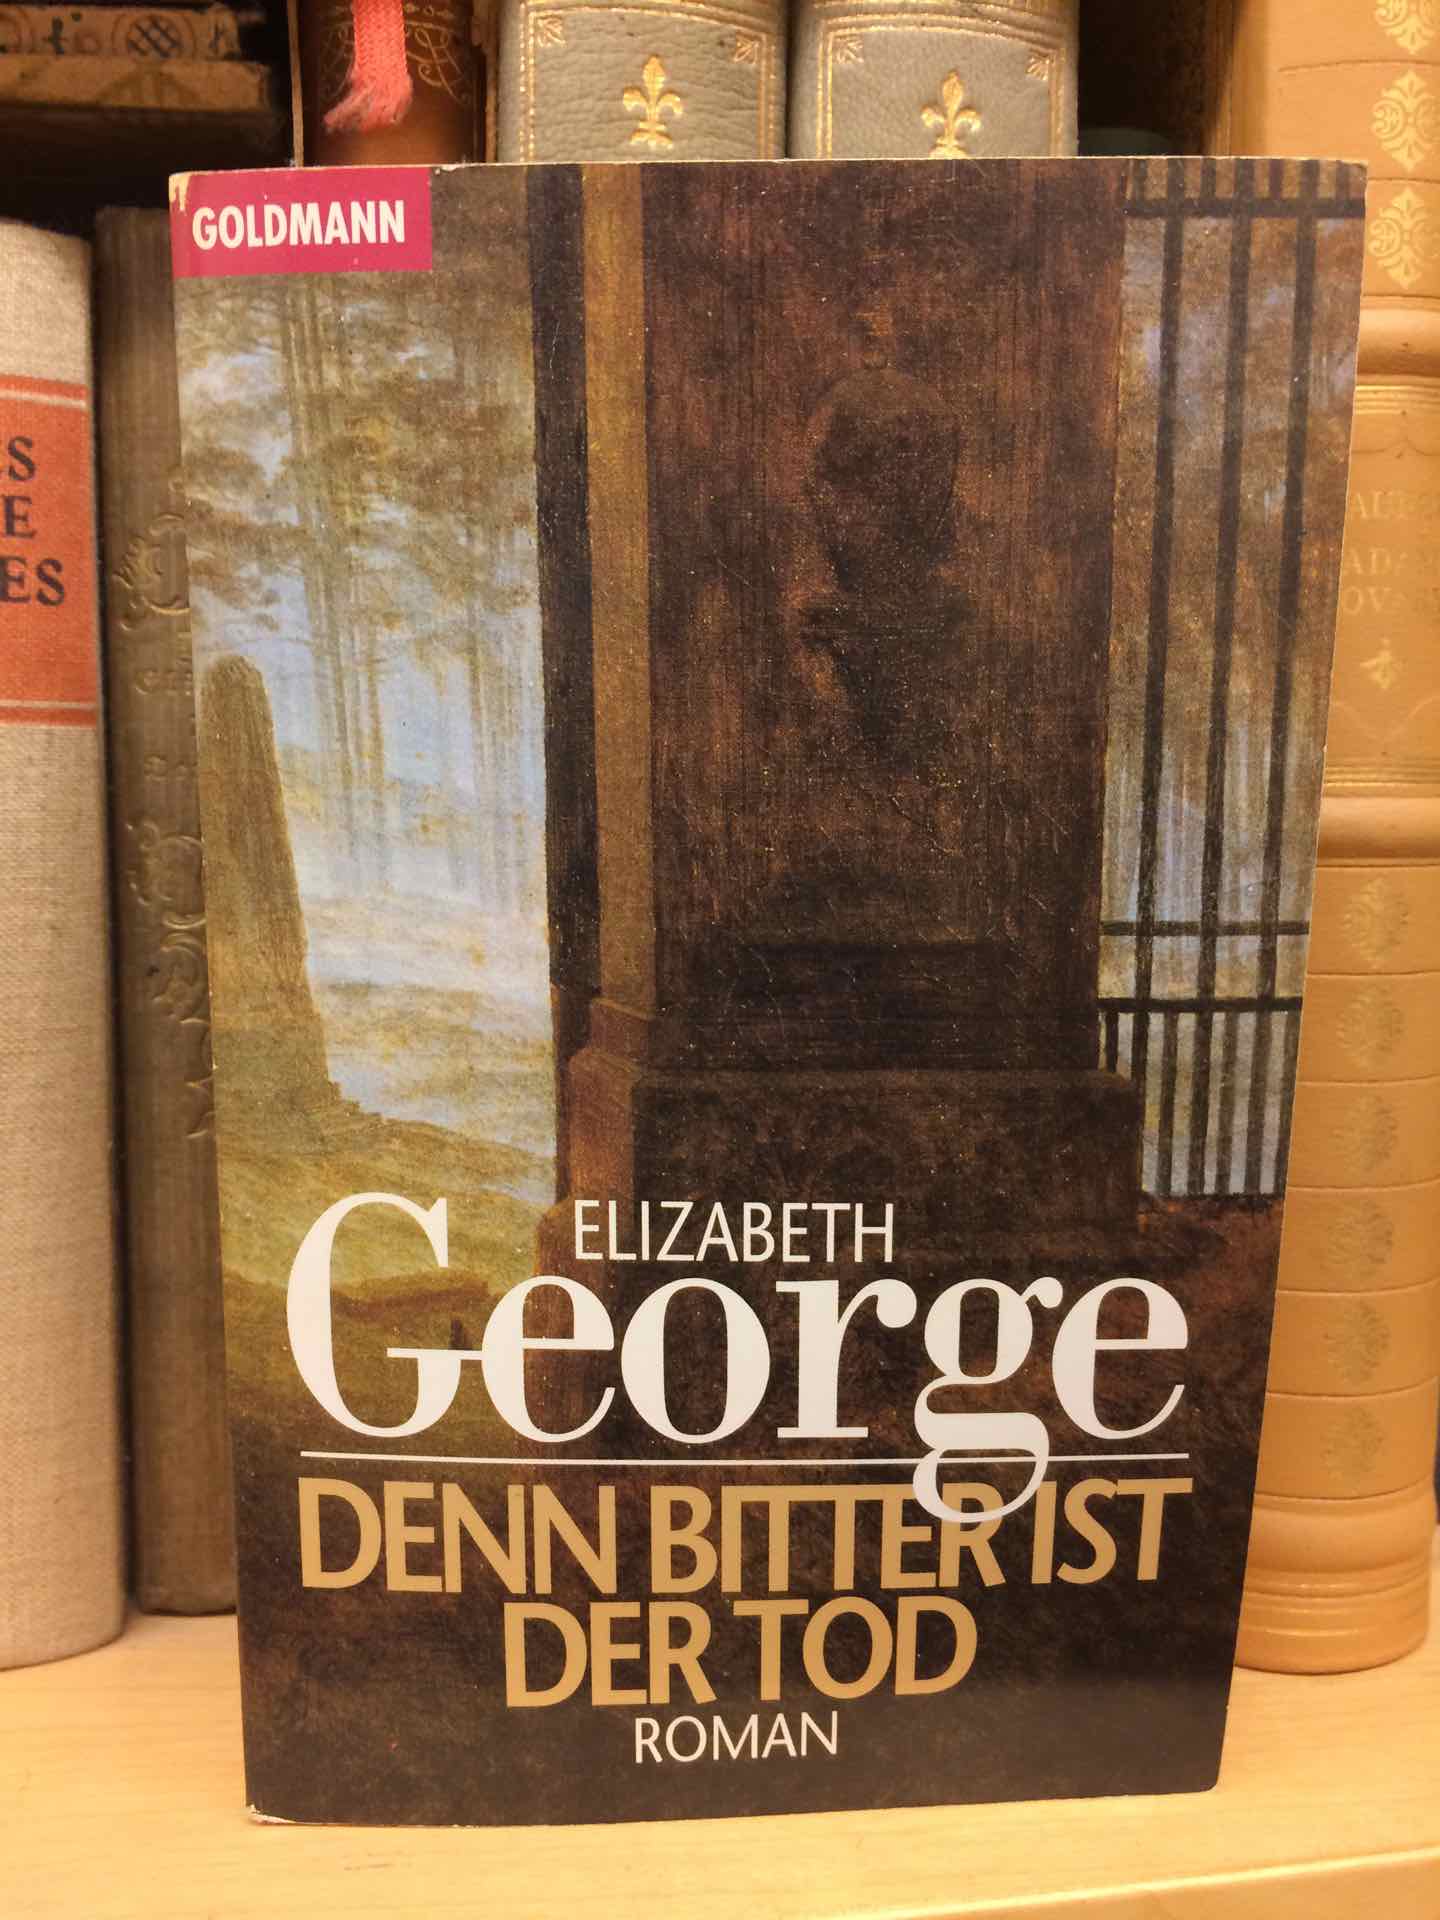 GOLDMANN
ELIZABETH
George
DENN BITTER IST
DER TOD
ROMAN